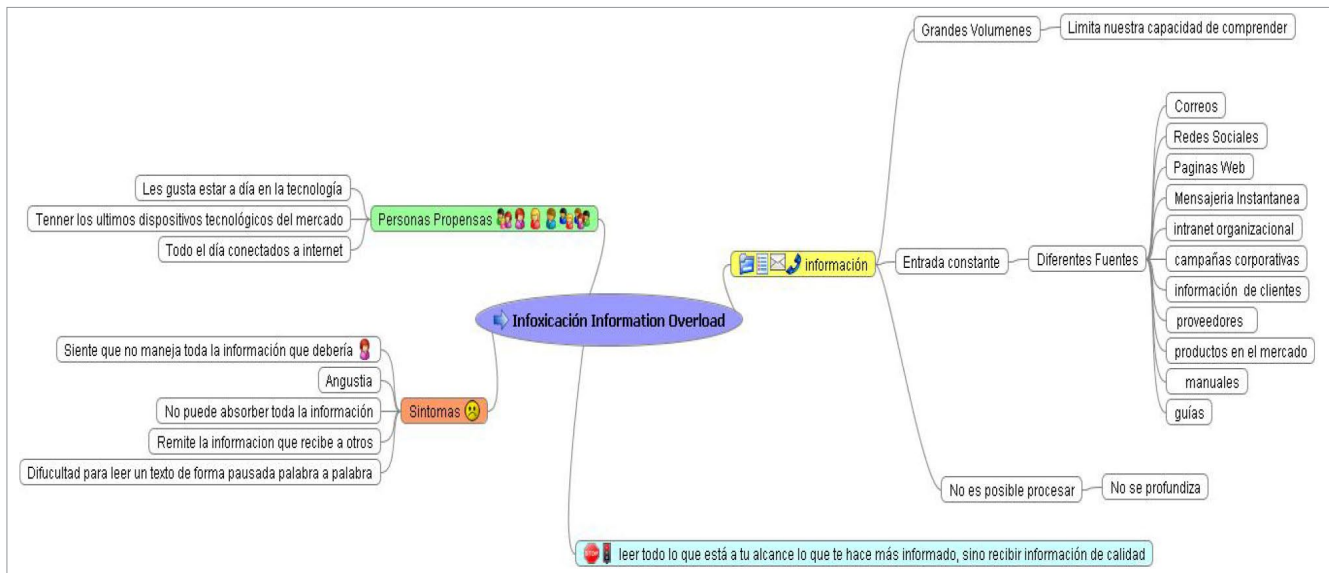 Infoxicación Information Overload
Personas Propensas
Les gusta estar a día en la tecnología
Tenner los ultimos dispositivos tecnológicos del mercado
Todo el día conectados a internet
Sintomas
Siente que no maneja toda la información que debería
Angustia
No puede absorber toda la información
Remite la informacion que recibe a otros
Difucultad para leer un texto de forma pausada palabra a palabra
información
Grandes Volumenes
Limita nuestra capacidad de comprender
Entrada constante
Diferentes Fuentes
Correos
Redes Sociales
Paginas Web
Mensajeria Instantanea
intranet organizacional
campañas corporativas
información de clientes
proveedores
productos en el mercado
manuales
guías
No es posible procesar
No se profundiza
STOP
leer todo lo que está a tu alcance lo que te hace más informado, sino recibir información de calidad